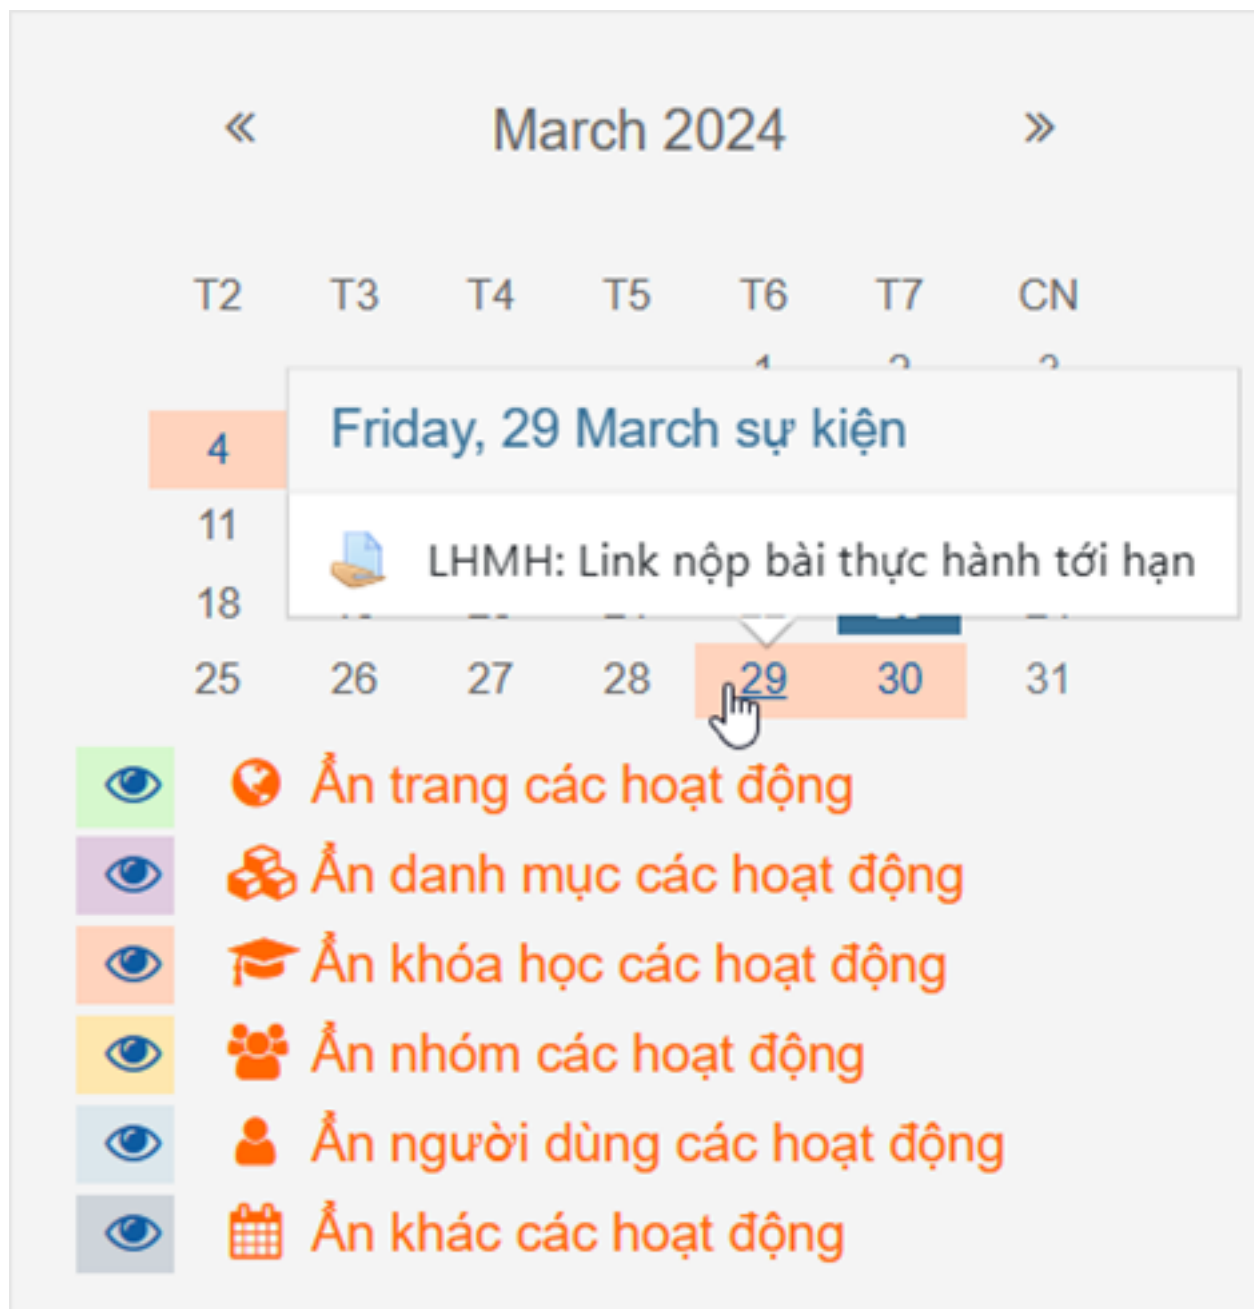 « March 2024 »
T2 T3 T4 T5 T6 T7 CN
4 Friday, 29 March sự kiện
11 LHMH: Link nộp bài thực hành tới hạn
18
25 26 27 28 29 30 31
Ẩn trang các hoạt động
Ẩn danh mục các hoạt động
Ẩn khóa học các hoạt động
Ẩn nhóm các hoạt động
Ẩn người dùng các hoạt động
Ẩn khác các hoạt động